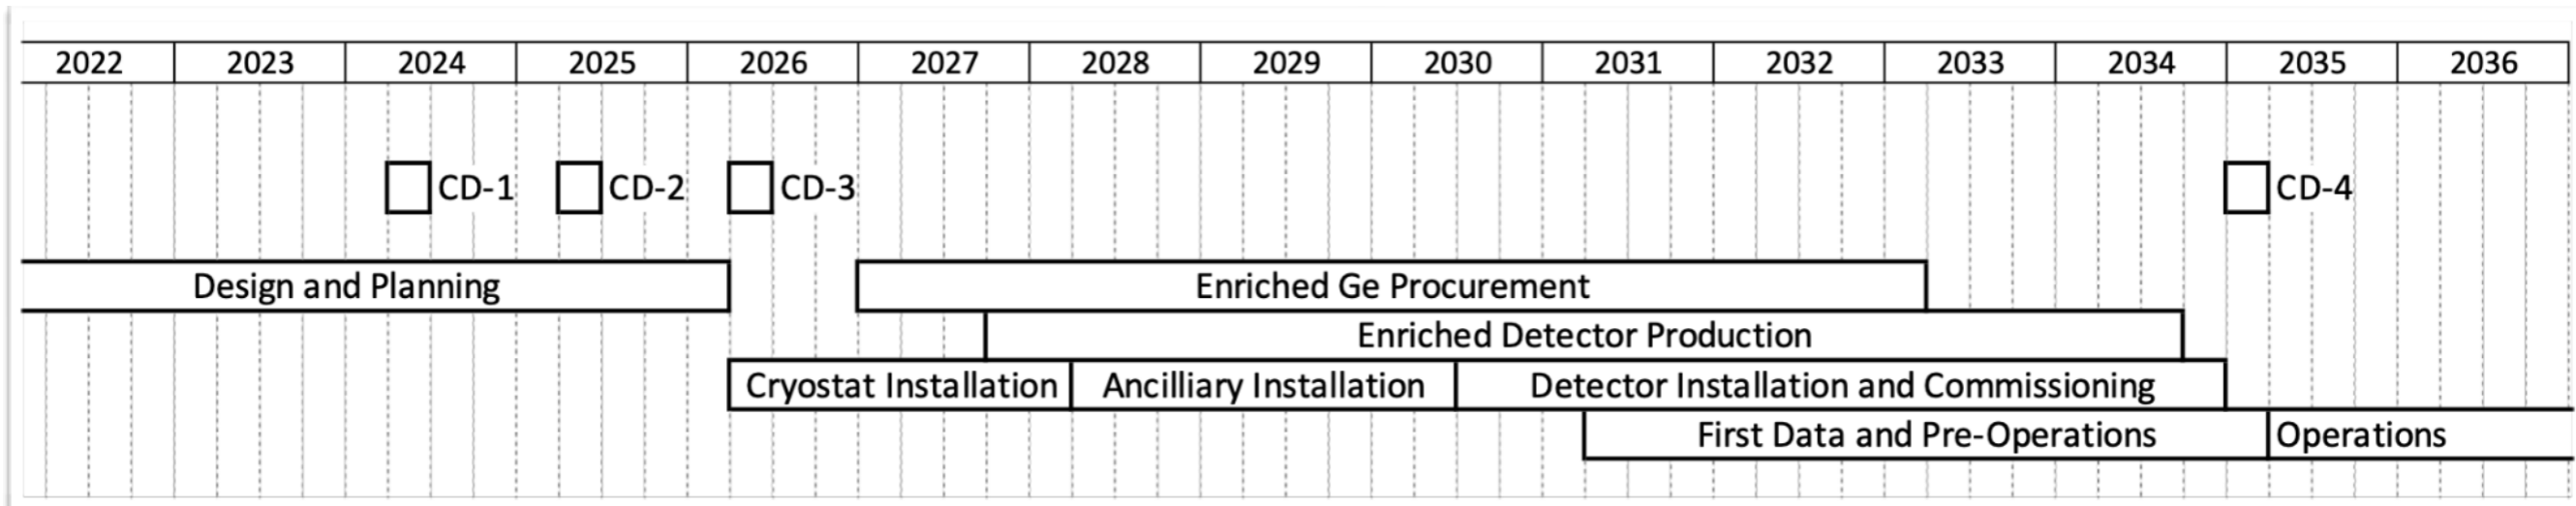 2022 2023 2024 2025 2026 2027 2028 2029 2030 2031 2032 2033 2034 2035 2036
CD-1 CD-2 CD-3 CD-4
Design and Planning Enriched Ge Procurement
Enriched Detector Production
Cryostat Installation Ancilliary Installation Detector Installation and Commissioning
First Data and Pre-Operations Operations